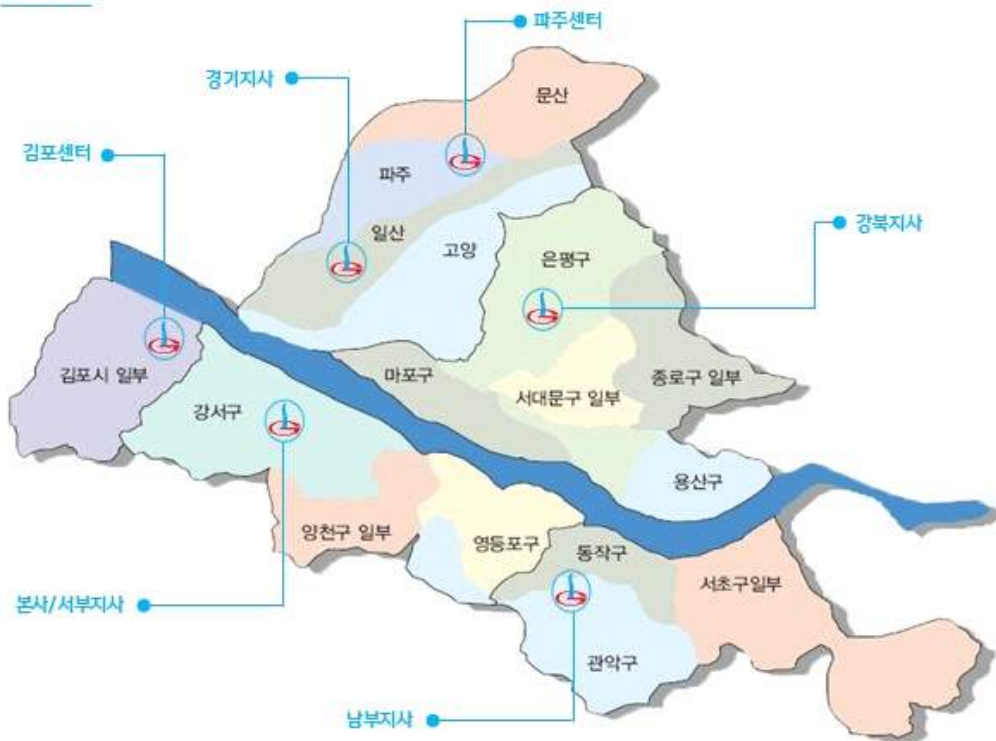 파주센터
경기지사
문산
김포센터
파주
강북지사
일산
고양
은평구
김포시 일부
마포구
종로구 일부
서대문구 일부
강서구
용산구
양천구 일부
영등포구
동작구
서초구일부
본사/서부지사
관악구
남부지사